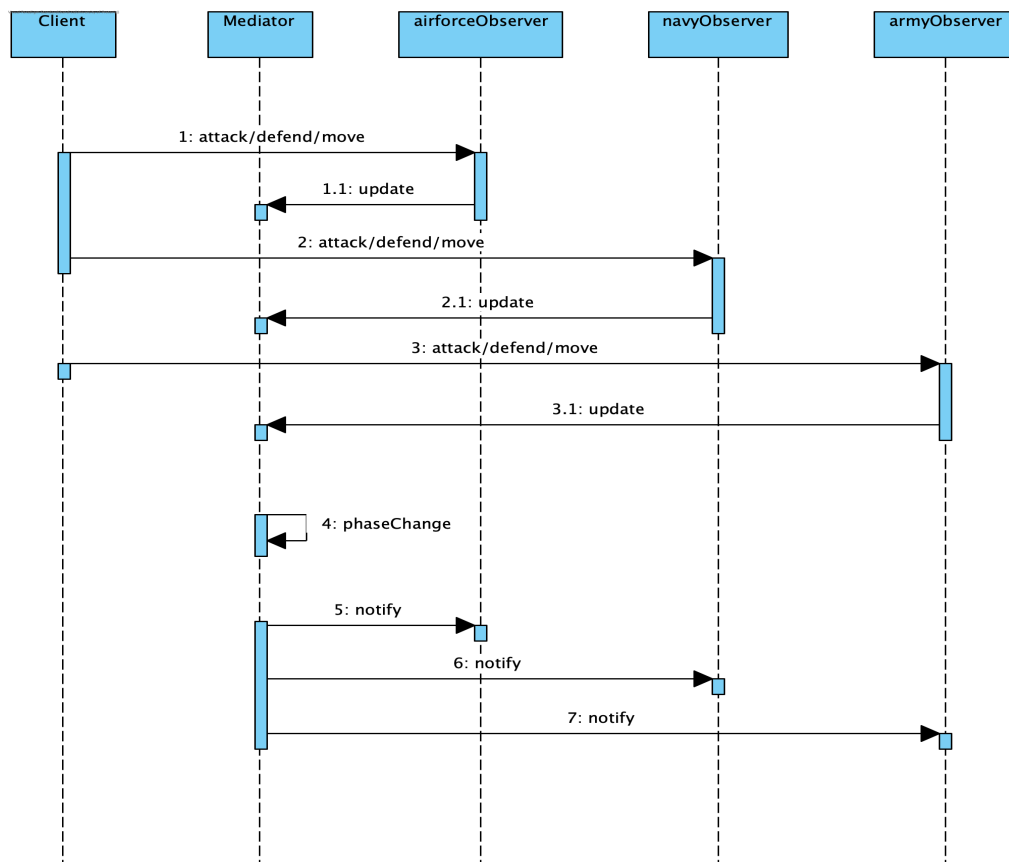 Client
Mediator
airforceObserver
navyObserver
armyObserver
1: attack/defend/move
1.1: update
2: attack/defend/move
2.1: update
3: attack/defend/move
3.1: update
4: phaseChange
5: notify
6: notify
7: notify